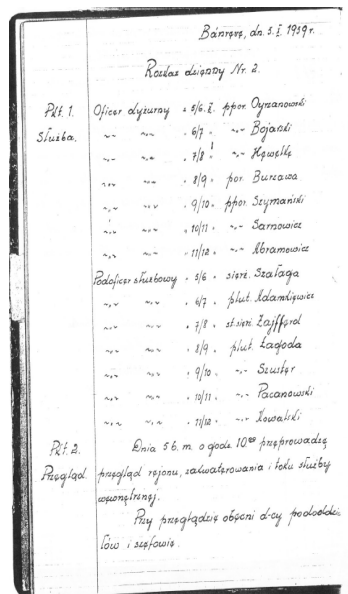 Bánréve, dn. 5. I. 1939 r.
Rozkaz dzienny Nr. 2.
Pkt. 1. Oficer dyżurny " 5/6. I. ppor. Oyrzanowski
Służba. " " " 6/7 " Bojarski
" " " 7/8 " Hawełko
" " " 8/9 por. Burzawa
" " " 9/10 ppor. Szymański
" " " 10/11 " Sarnowicz
" " " 11/12 " Abramowicz
Podoficer służbowy " 5/6 sierż. Szałaga
" " " 6/7 plut. Adamkiewicz
" " " 7/8 st. sierż. Zajfferd
" " " 8/9 plut. Łagoda
" " " 9/10 " Szuster
" " " 10/11 " Pacanowski
" " " 11/12 " Kowalski
Pkt. 2. Dnia 5 b. m. o godz. 10°° przeprowadzę
Przegląd. przegląd rejonu, zakwaterowania i toku służby
wewnętrznej.
Przy przeglądzie obecni d-cy pododdzia
łów i szefowie.